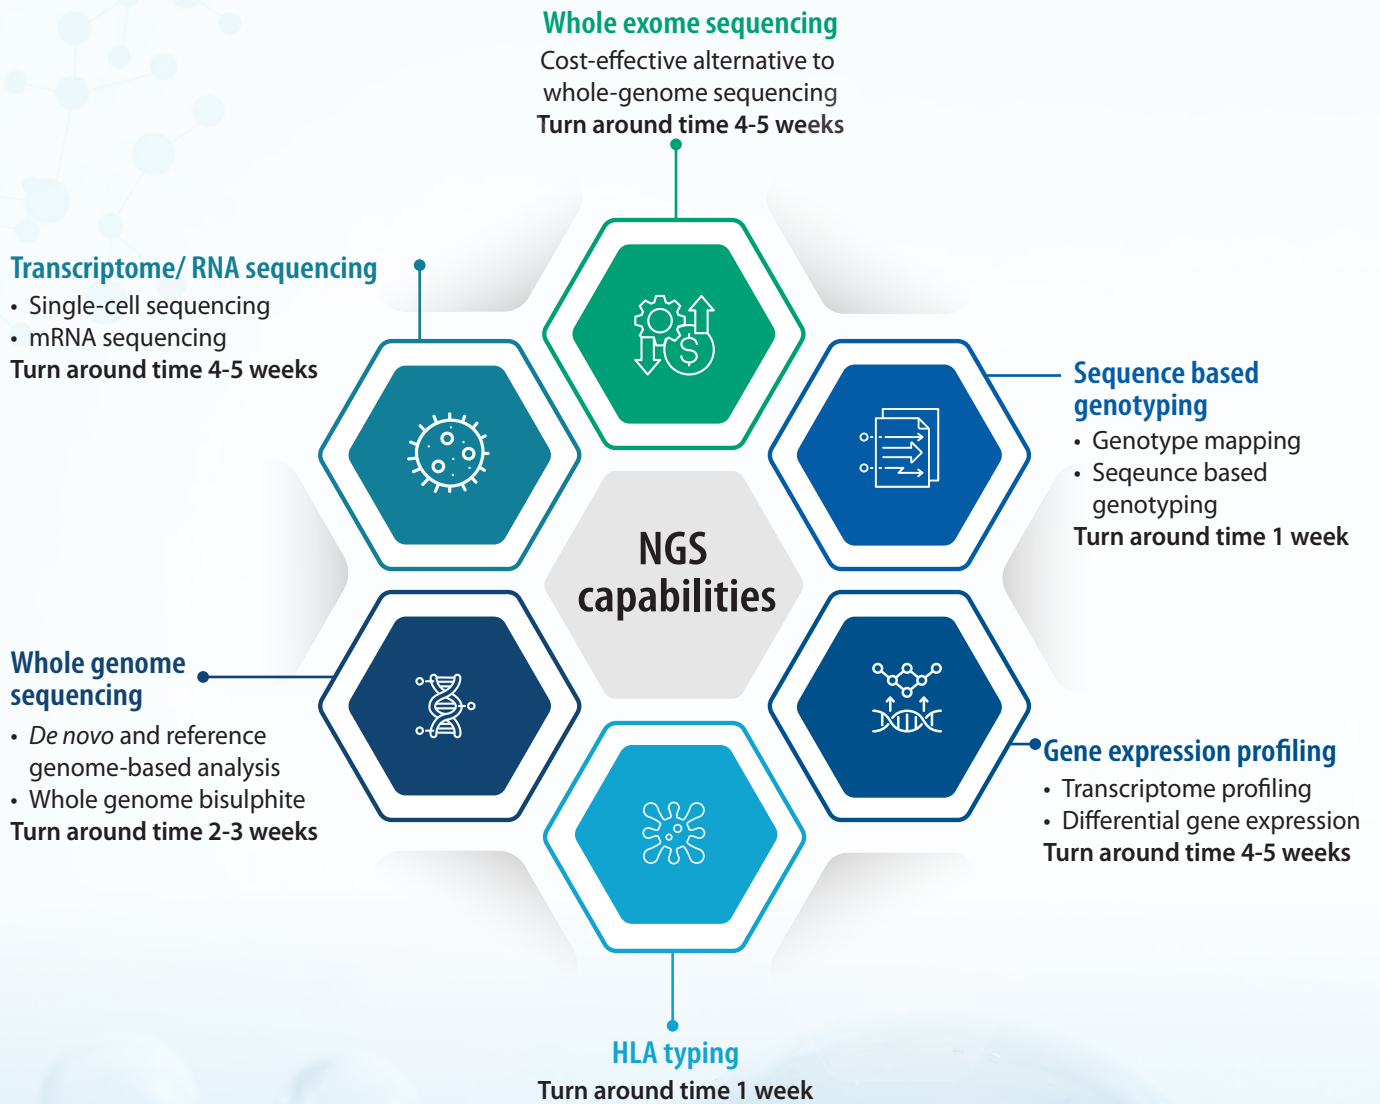 Whole exome sequencing
Cost-effective alternative to
whole-genome sequencing
Turn around time 4-5 weeks
Transcriptome/ RNA sequencing
• Single-cell sequencing
• mRNA sequencing
Turn around time 4-5 weeks
$
Sequence based
genotyping
• Genotype mapping
• Seqeunce based
genotyping
Turn around time 1 week
NGS
capabilities
Whole genome
sequencing
• De novo and reference
genome-based analysis
• Whole genome bisulphite
Turn around time 2-3 weeks
Gene expression profiling
• Transcriptome profiling
• Differential gene expression
Turn around time 4-5 weeks
HLA typing
Turn around time 1 week